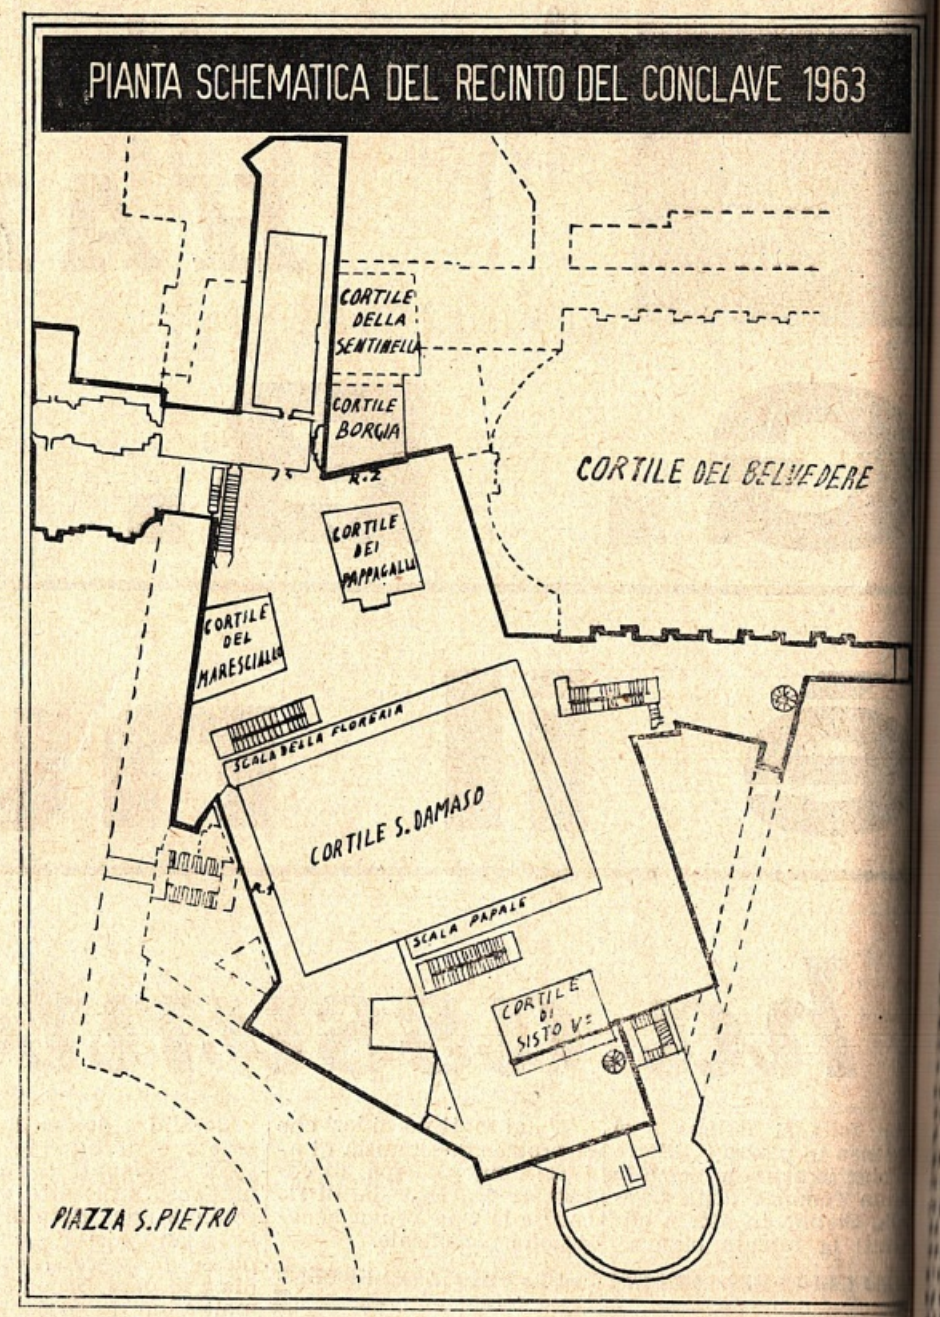 PIANTA SCHEMATICA DEL RECINTO DEL CONCLAVE 1963
CORTILE
DELLA
SENTINELLA
CORTILE
BORGIA
CORTILE DEL BELVEDERE
R.2
CORTILE
DEI
PAPPAGALLI
CORTILE
DEL
MARESCIALLO
SCALA DELLA FLORERIA
CORTILE S. DAMASO
R.1
SCALA PAPALE
CORTILE
DI
SISTO Vº
PIAZZA S. PIETRO